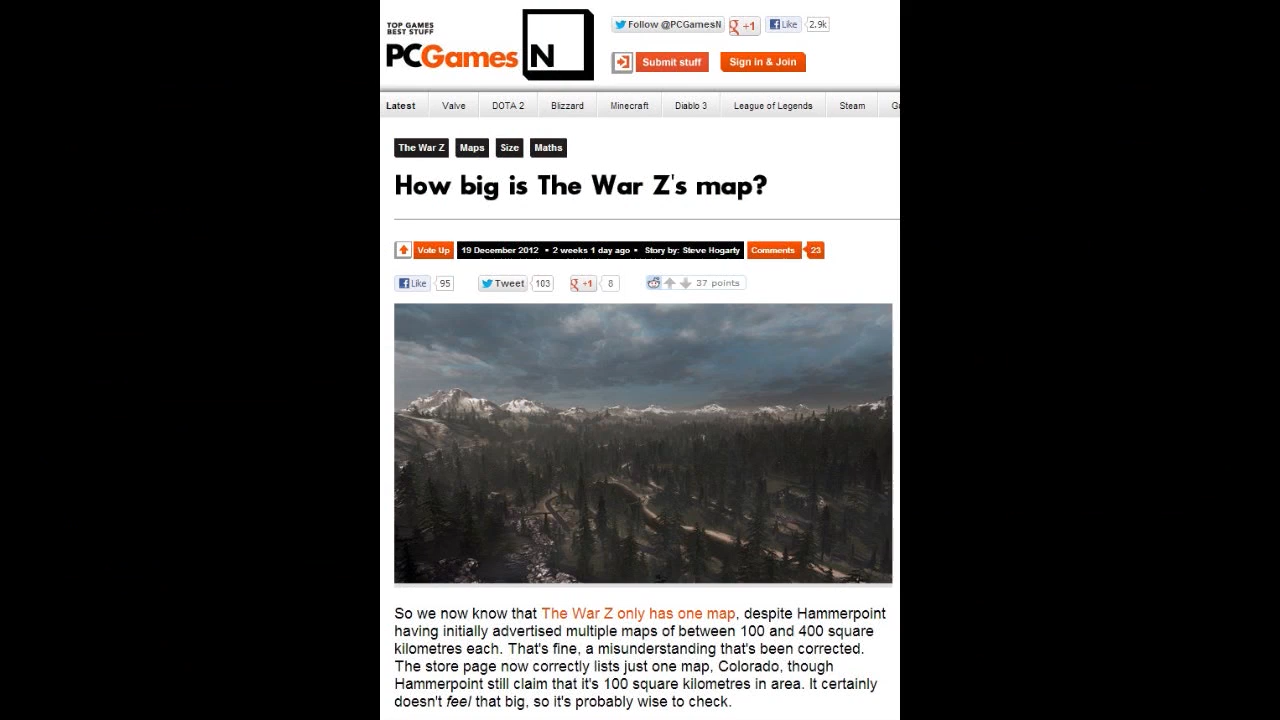 TOP GAMES
BEST STUFF
PCGamesN
Follow @PCGamesN +1 Like 2.9k
Submit stuff Sign in & Join
Latest Valve DOTA 2 Blizzard Minecraft Diablo 3 League of Legends Steam
The War Z Maps Size Maths
How big is The War Z's map?
Vote Up 19 December 2012 • 2 weeks 1 day ago • Story by: Steve Hogarty Comments 23
Like 95 Tweet 103 +1 8 37 points
So we now know that The War Z only has one map, despite Hammerpoint
having initially advertised multiple maps of between 100 and 400 square
kilometres each. That's fine, a misunderstanding that's been corrected.
The store page now correctly lists just one map, Colorado, though
Hammerpoint still claim that it's 100 square kilometres in area. It certainly
doesn't feel that big, so it's probably wise to check.